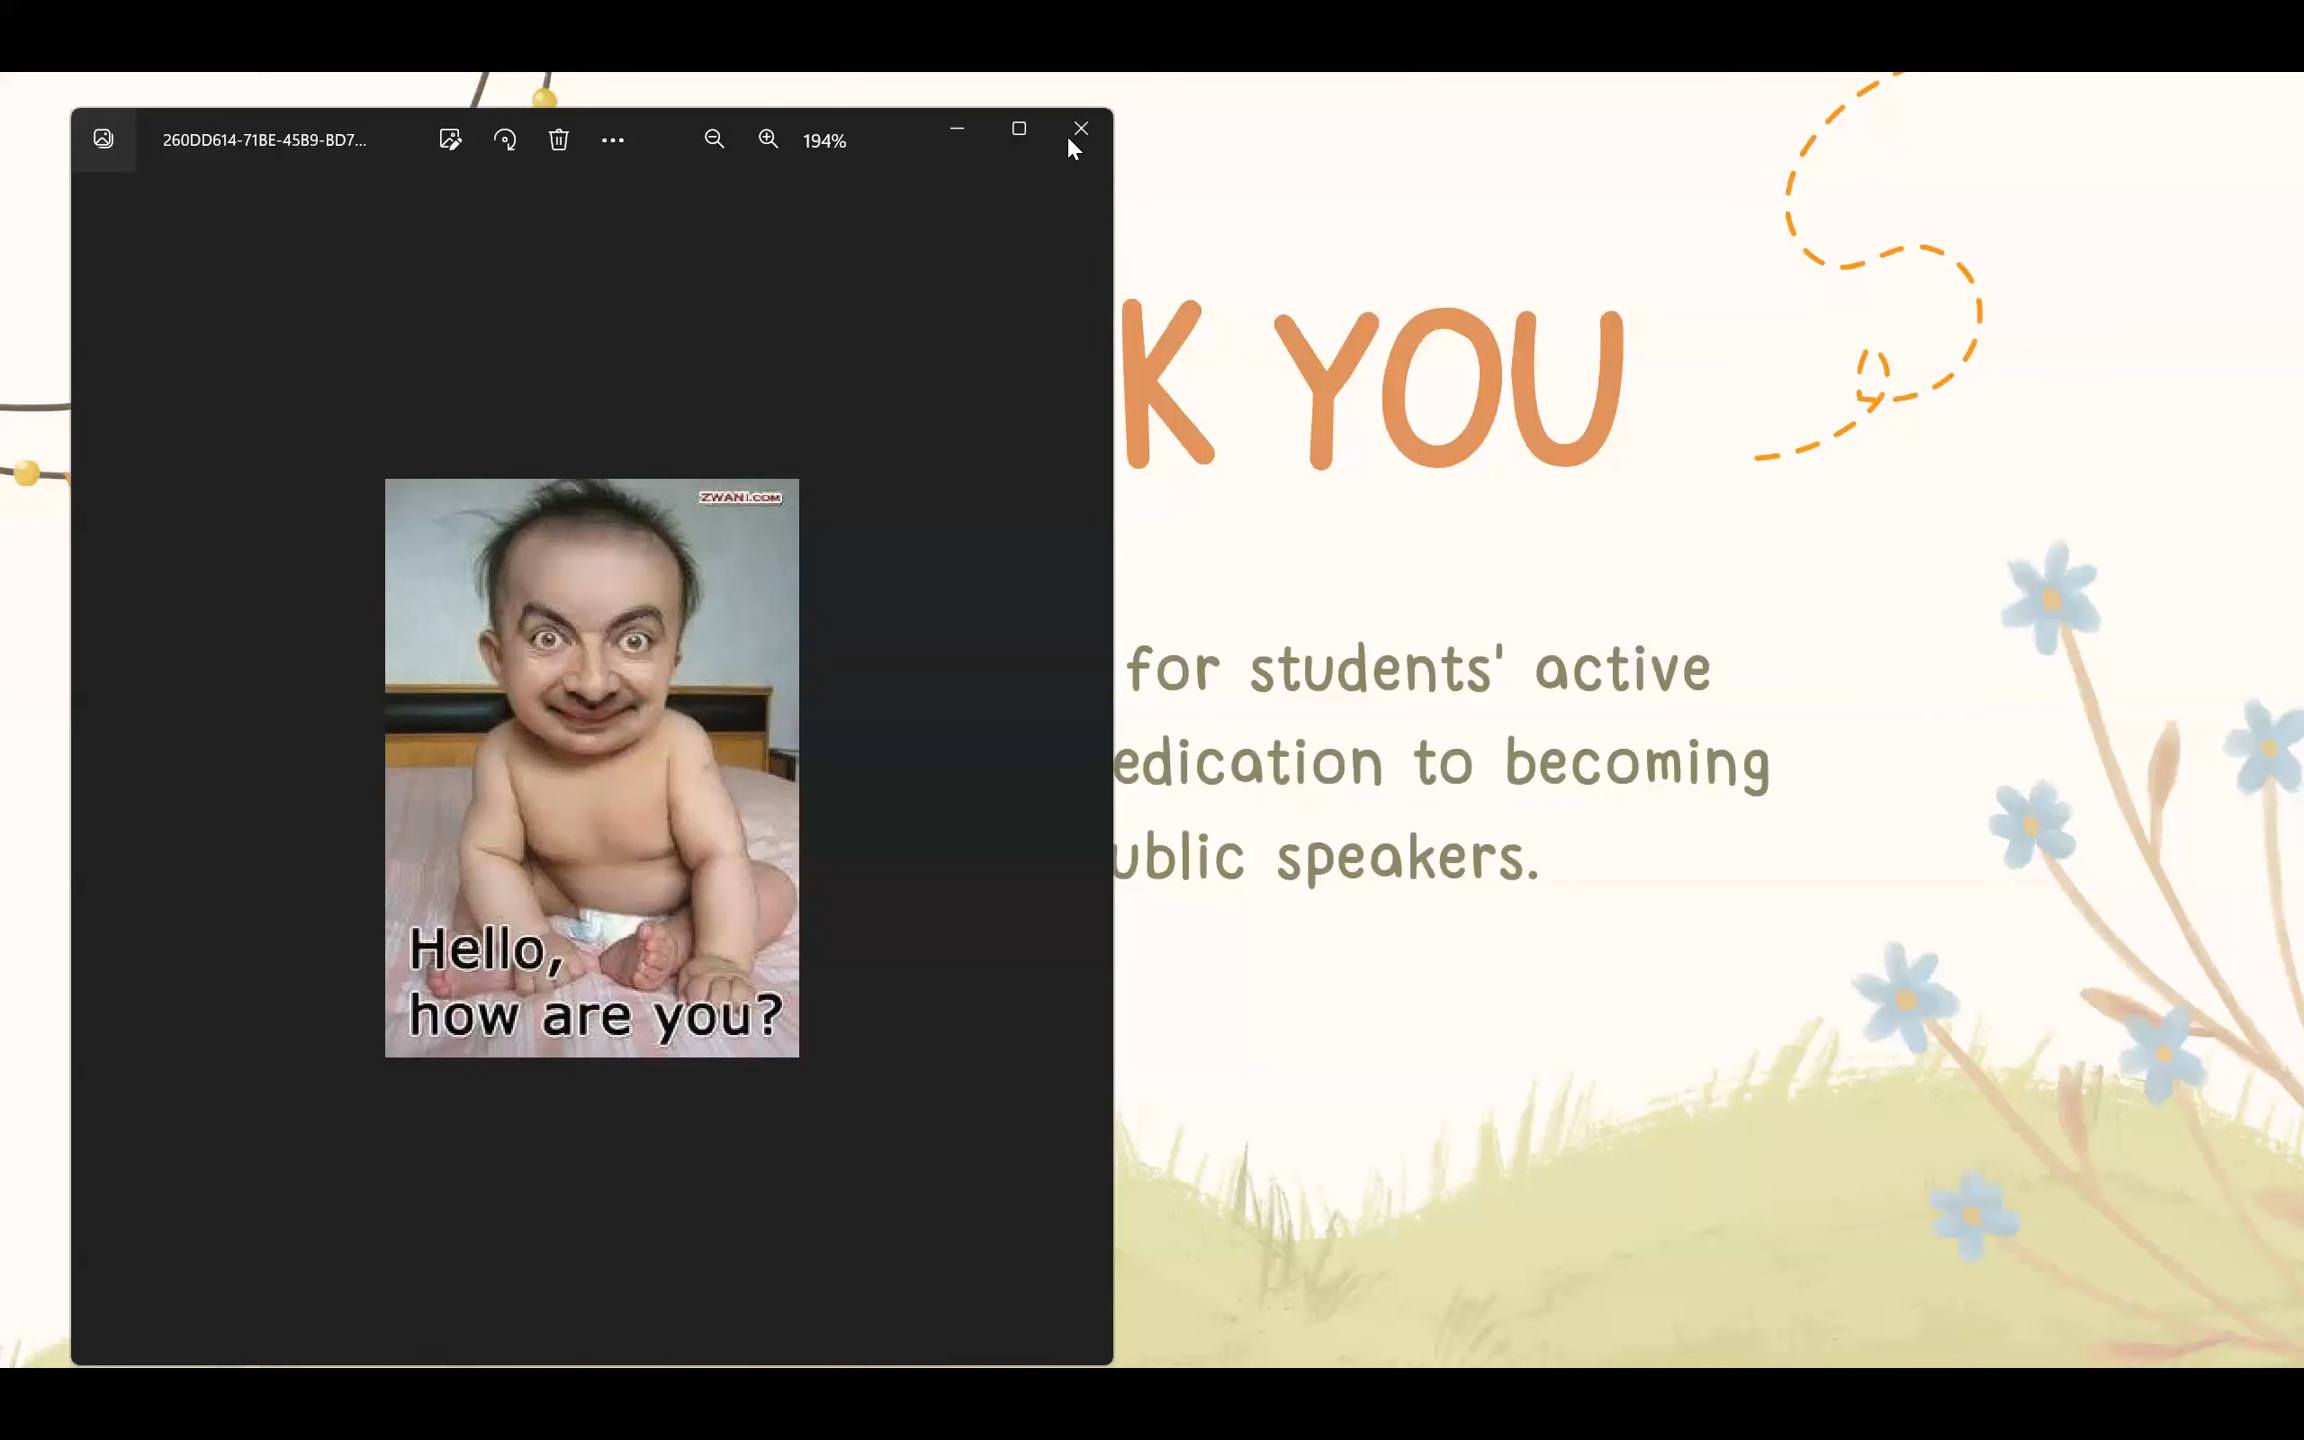 260DD614-71BE-45B9-BD7...
194%
K YOU
ZWANI.COM
for students' active
edication to becoming
ublic speakers.
Hello,
how are you?